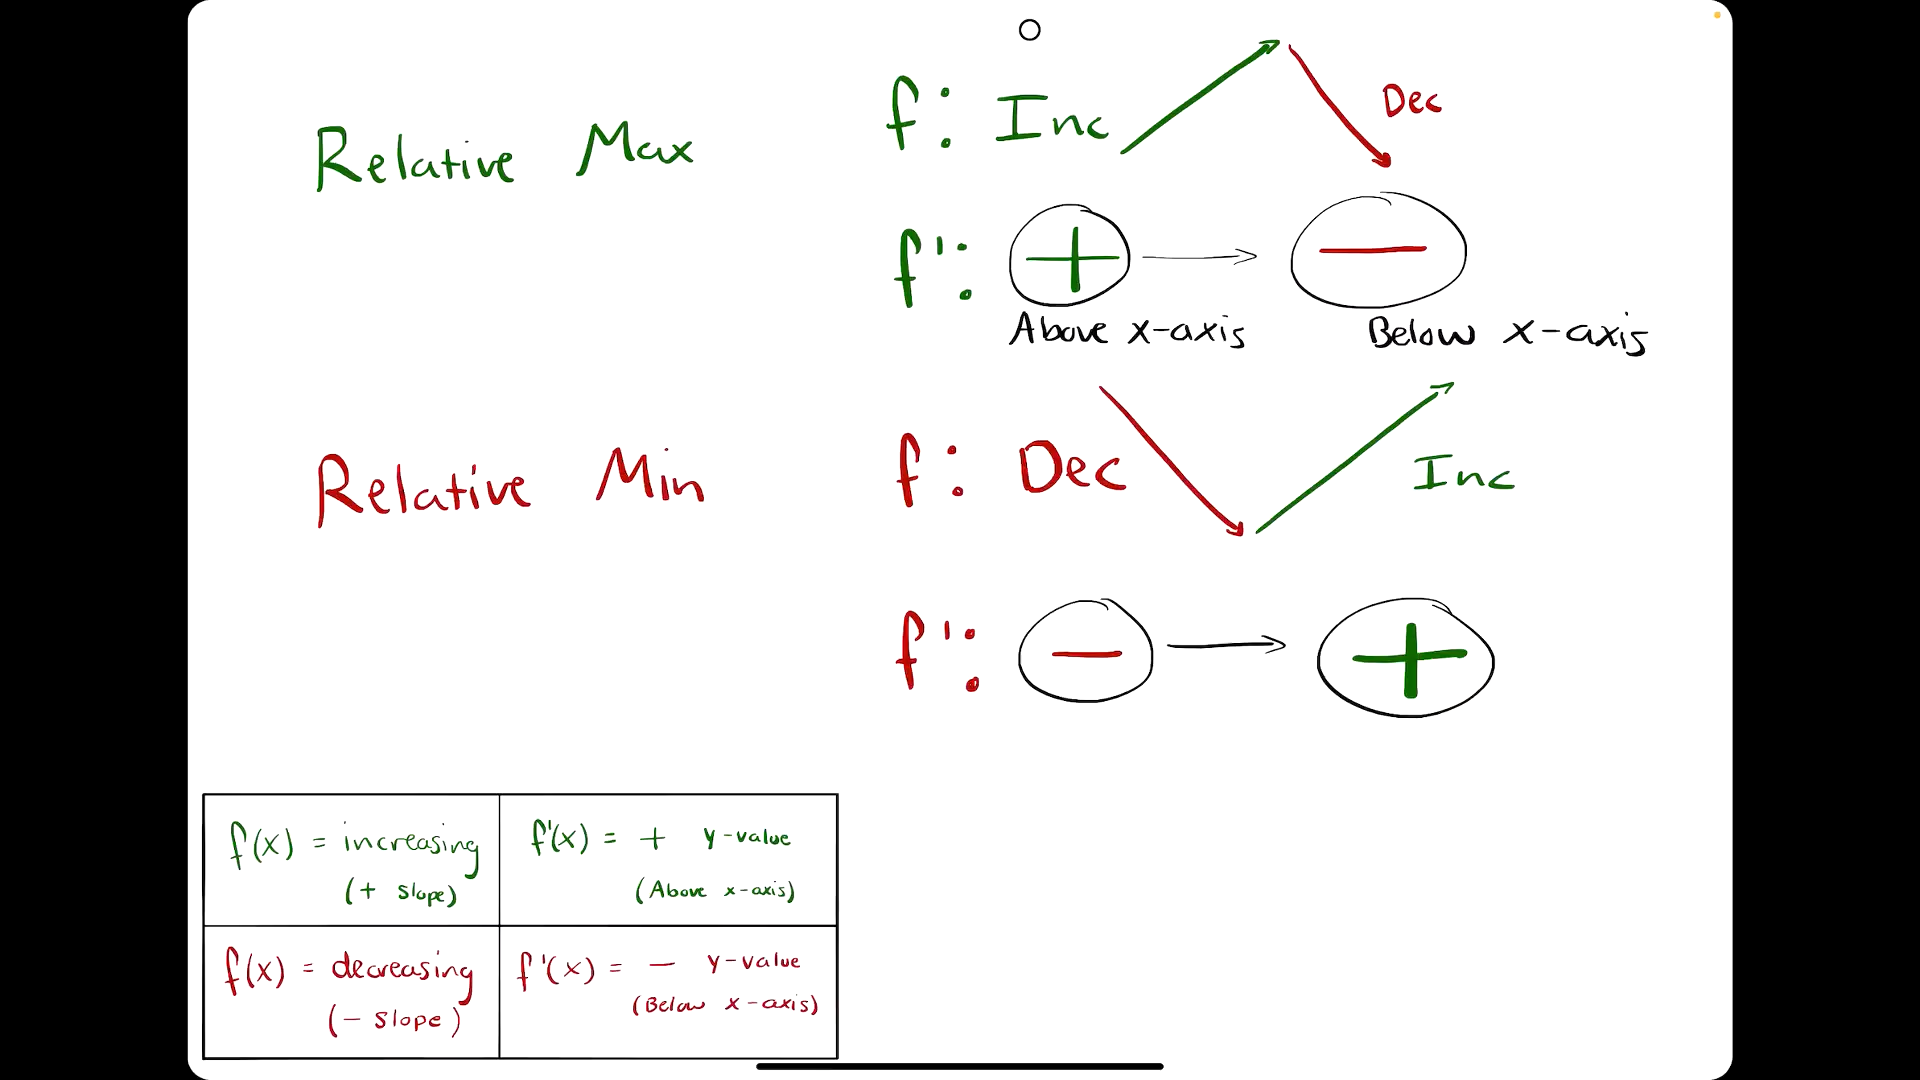 Relative Max
f: Inc
Dec
f': + → −
Above x-axis
Below x-axis
Relative Min
f: Dec
Inc
f': − → +
f(x) = increasing
(+ slope)
f'(x) = + y-value
(Above x-axis)
f(x) = decreasing
(− slope)
f'(x) = − y-value
(Below x-axis)